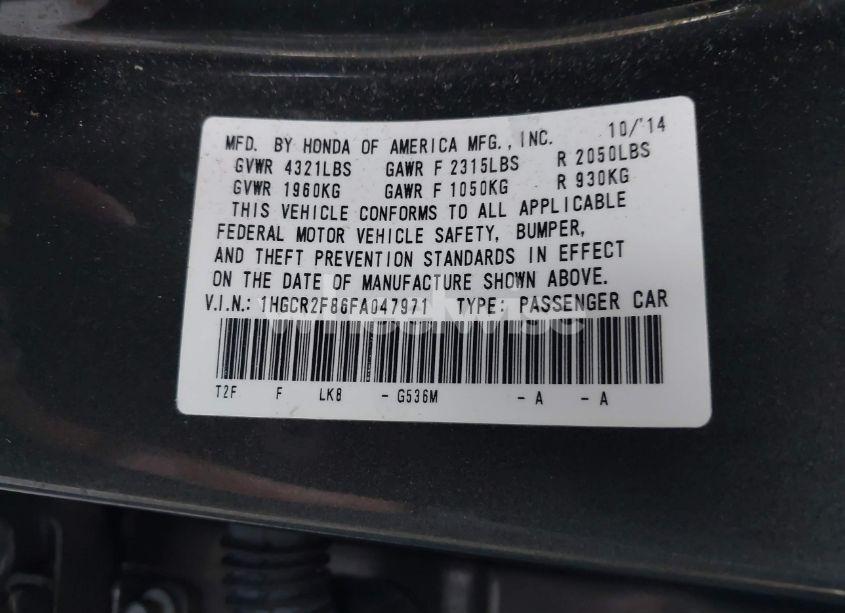 MFD. BY HONDA OF AMERICA MFG., INC. 10/'14
GVWR 4321LBS GAWR F 2315LBS R 2050LBS
GVWR 1960KG GAWR F 1050KG R 930KG
THIS VEHICLE CONFORMS TO ALL APPLICABLE
FEDERAL MOTOR VEHICLE SAFETY, BUMPER,
AND THEFT PREVENTION STANDARDS IN EFFECT
ON THE DATE OF MANUFACTURE SHOWN ABOVE.
V.I.N.: 1HGCR2F86FA047971 TYPE: PASSENGER CAR
wheelwise
T2F F LK8 - G536M - A - A